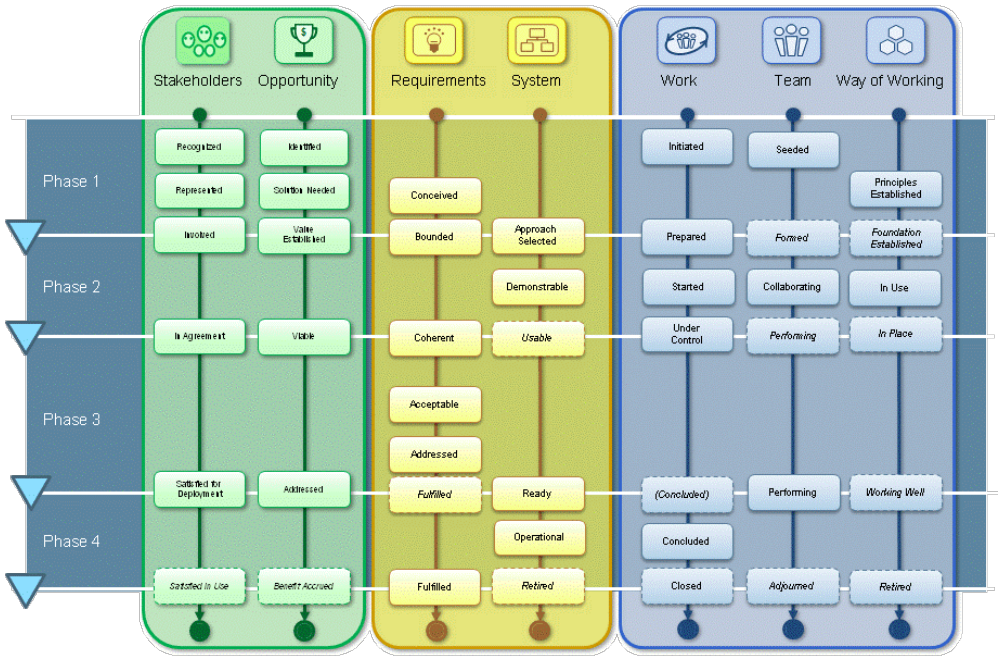 $
Stakeholders Opportunity Requirements System Work Team Way of Working
Recognized Identified Initiated Seeded
Phase 1
Represented Solution Needed Conceived Principles
Established
Involved Value
Established Bounded Approach
Selected Prepared Formed Foundation
Established
Phase 2 Demonstrable Started Collaborating In Use
In Agreement Viable Coherent Usable Under
Control Performing In Place
Acceptable
Phase 3
Addressed
Satisfied for
Deployment Addressed Fulfilled Ready (Concluded) Performing Working Well
Phase 4 Operational Concluded
Satisfied in Use Benefit Accrued Fulfilled Retired Closed Adjourned Retired